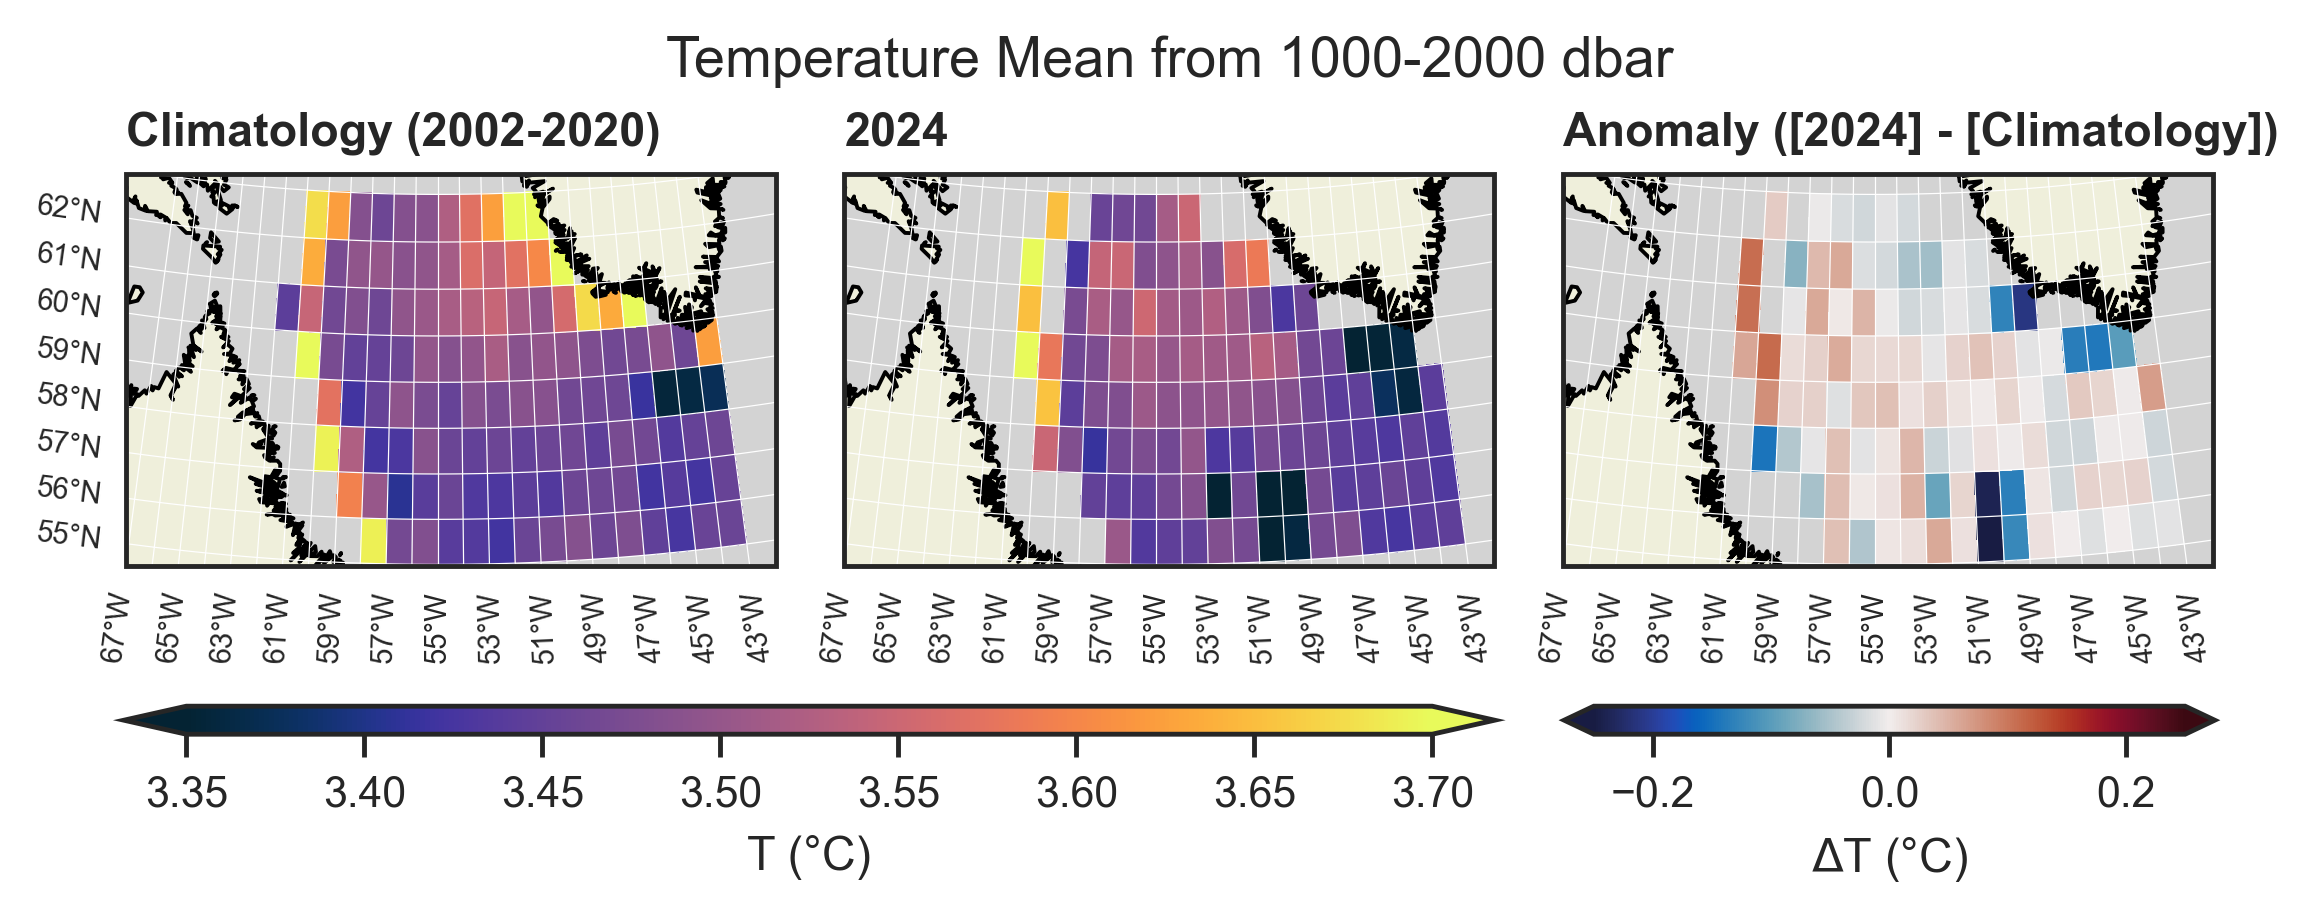 Temperature Mean from 1000-2000 dbar
Climatology (2002-2020)
2024
Anomaly ([2024] - [Climatology])
62°N
61°N
60°N
59°N
58°N
57°N
56°N
55°N
67°W 65°W 63°W 61°W 59°W 57°W 55°W 53°W 51°W 49°W 47°W 45°W 43°W
67°W 65°W 63°W 61°W 59°W 57°W 55°W 53°W 51°W 49°W 47°W 45°W 43°W
67°W 65°W 63°W 61°W 59°W 57°W 55°W 53°W 51°W 49°W 47°W 45°W 43°W
3.35 3.40 3.45 3.50 3.55 3.60 3.65 3.70
T (°C)
−0.2 0.0 0.2
ΔT (°C)